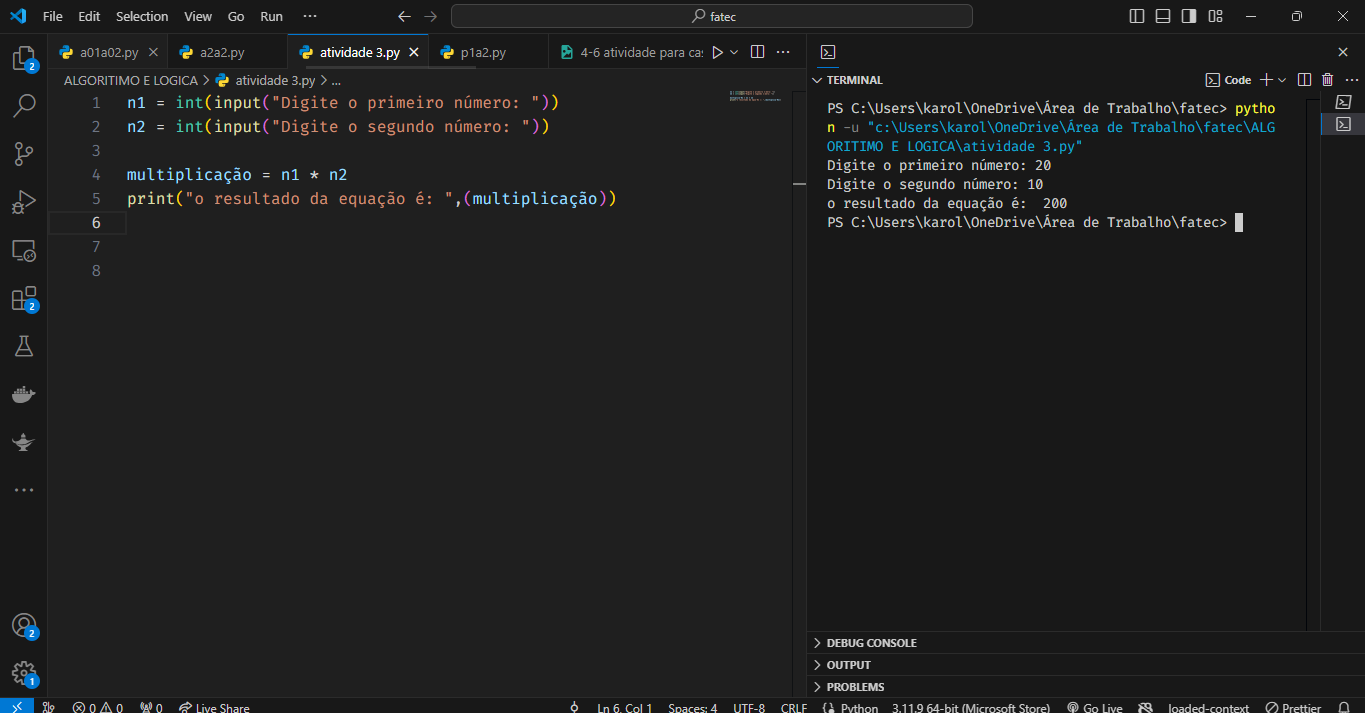 File Edit Selection View Go Run ··· fatec
a01a02.py a2a2.py atividade 3.py p1a2.py 4-6 atividade para cas
ALGORITIMO E LOGICA > atividade 3.py > ...
1 n1 = int(input("Digite o primeiro número: "))
2 n2 = int(input("Digite o segundo número: "))
3
4 multiplicação = n1 * n2
5 print("o resultado da equação é: ",(multiplicação))
6
7
8
TERMINAL Code
PS C:\Users\karol\OneDrive\Área de Trabalho\fatec> pytho
n -u "c:\Users\karol\OneDrive\Área de Trabalho\fatec\ALG
ORITIMO E LOGICA\atividade 3.py"
Digite o primeiro número: 20
Digite o segundo número: 10
o resultado da equação é:  200
PS C:\Users\karol\OneDrive\Área de Trabalho\fatec>
DEBUG CONSOLE
OUTPUT
PROBLEMS
2
2
2
1
0 0 0 Live Share Ln 6, Col 1 Spaces: 4 UTF-8 CRLF Python 3.11.9 64-bit (Microsoft Store) Go Live loaded-context Prettier